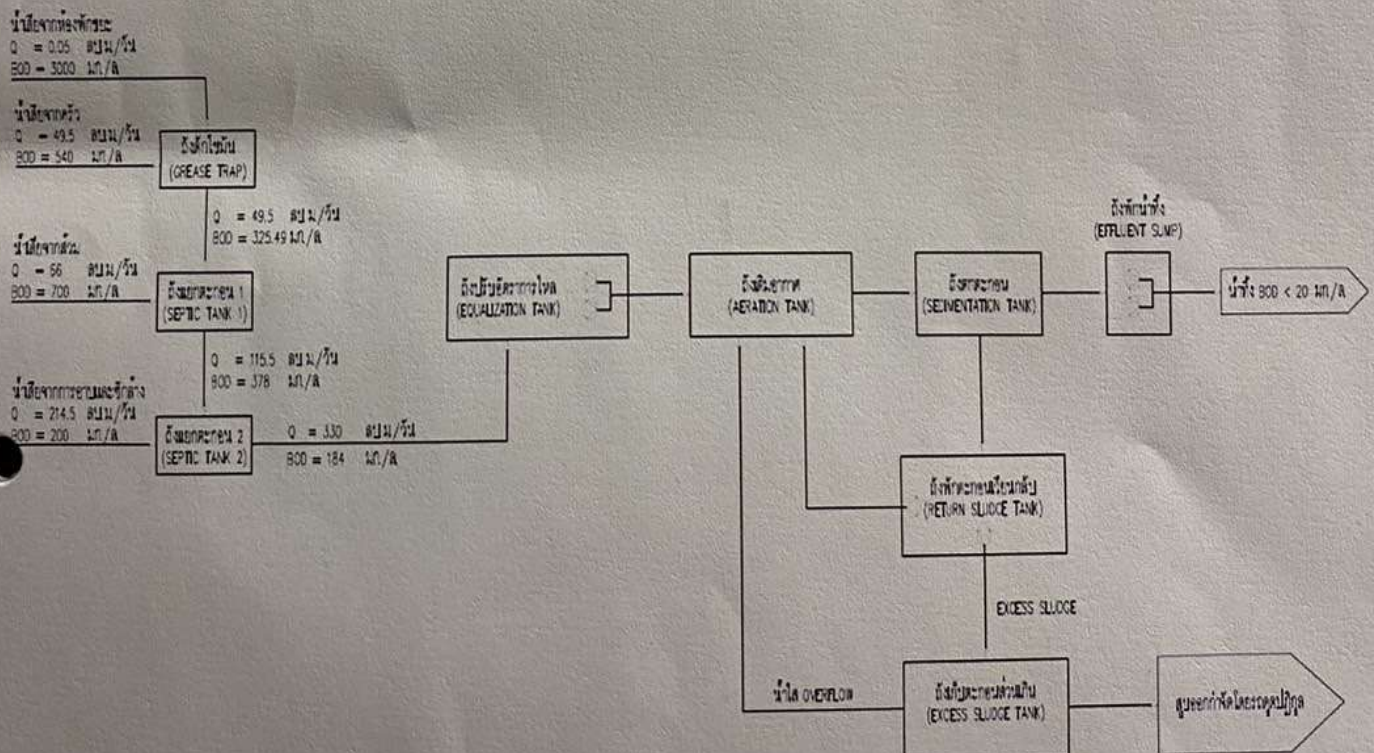 น้ำเสียจากห้องพักขยะ
Q = 0.05 ลบ.ม/วัน
BOD = 3000 มก/ล
น้ำเสียจากครัว
Q = 49.5 ลบ.ม/วัน
BOD = 540 มก/ล
ถังดักไขมัน
(GREASE TRAP)
Q = 49.5 ลบ.ม/วัน
BOD = 325.49 มก/ล
น้ำเสียจากส้วม
Q = 66 ลบ.ม/วัน
BOD = 700 มก/ล
ถังแยกตะกอน 1
(SEPTIC TANK 1)
Q = 115.5 ลบ.ม/วัน
BOD = 378 มก/ล
น้ำเสียจากการอาบและซักล้าง
Q = 214.5 ลบ.ม/วัน
BOD = 200 มก/ล
ถังแยกตะกอน 2
(SEPTIC TANK 2)
Q = 330 ลบ.ม/วัน
BOD = 184 มก/ล
ถังปรับอัตราการไหล
(EQUALIZATION TANK)
ถังเติมอากาศ
(AERATION TANK)
ถังตกตะกอน
(SEDIMENTATION TANK)
ถังพักน้ำทิ้ง
(EFFLUENT SUMP)
น้ำทิ้ง BOD < 20 มก/ล
ถังพักตะกอนเวียนกลับ
(RETURN SLUDGE TANK)
EXCESS SLUDGE
น้ำใส OVERFLOW
ถังเก็บตะกอนส่วนเกิน
(EXCESS SLUDGE TANK)
สูบออกกำจัดโดยรถดูดปฏิกูล